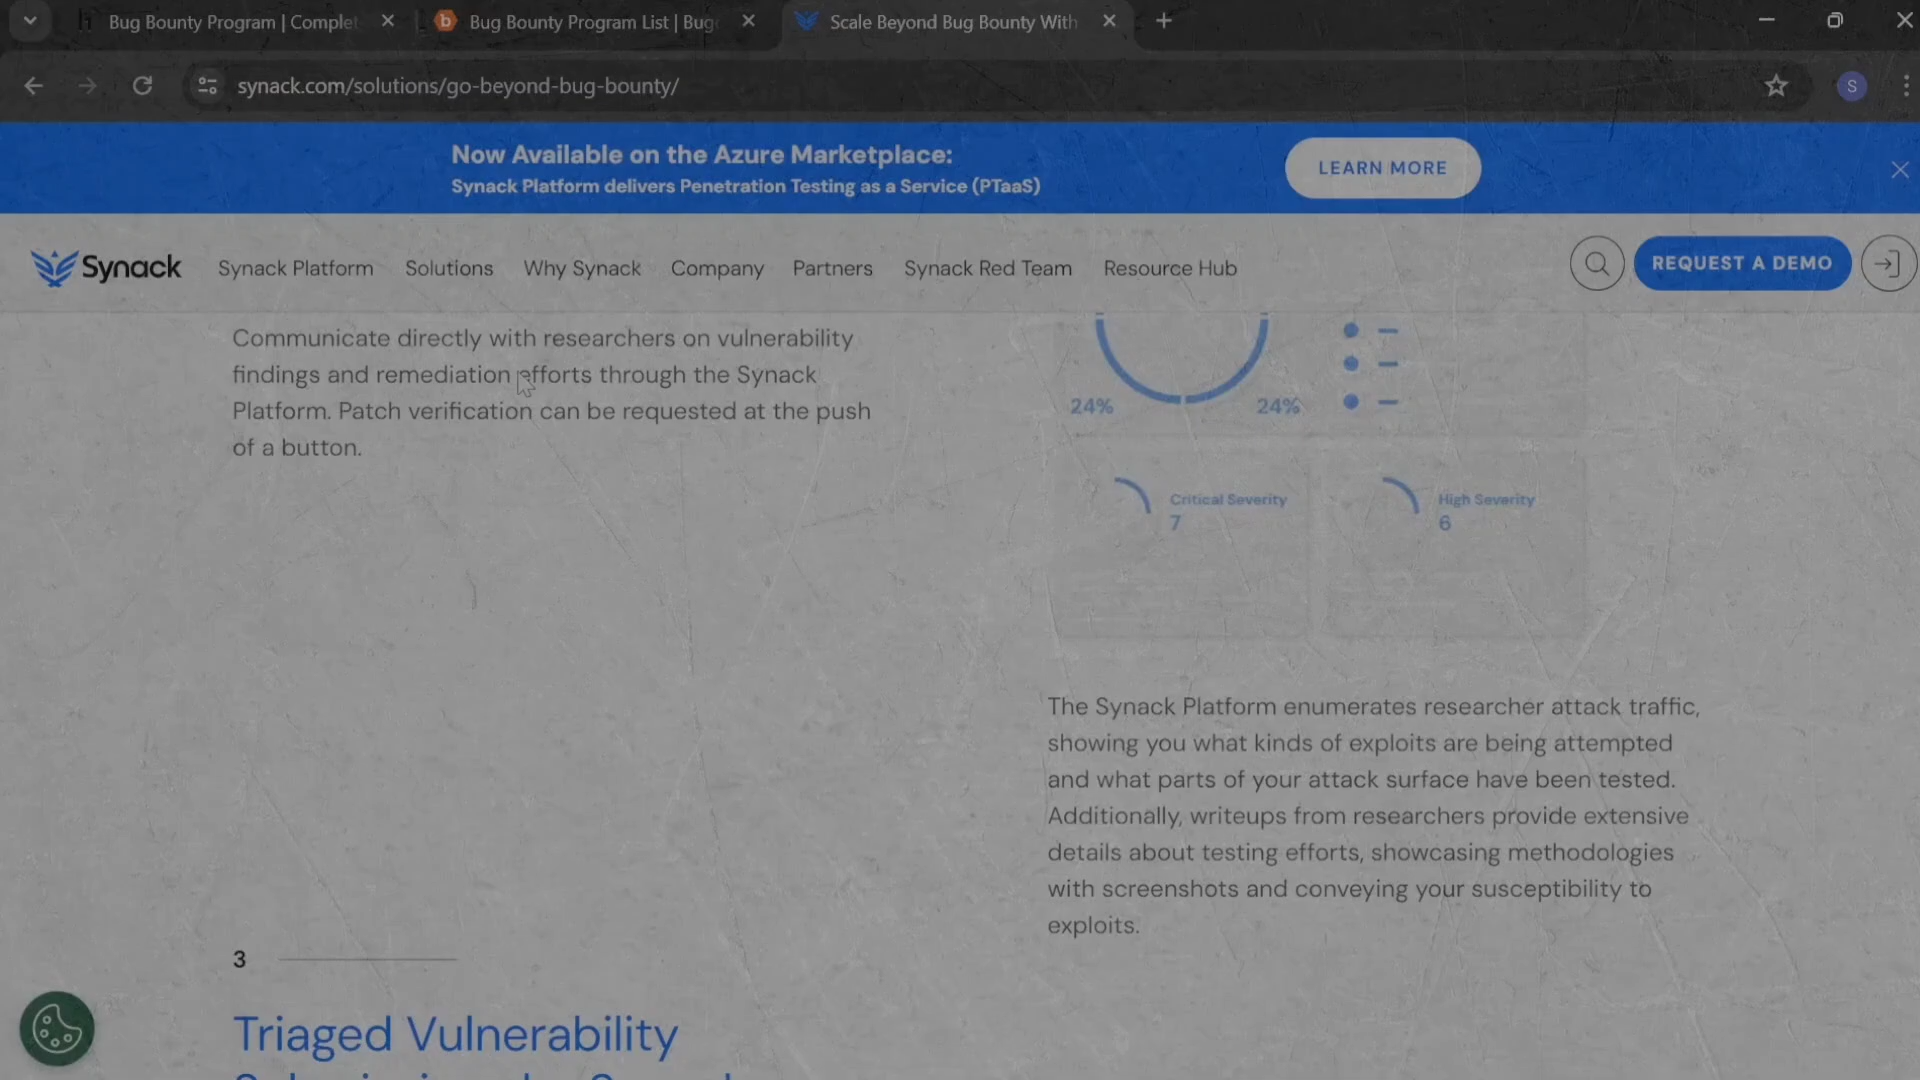 Bug Bounty Program | Complet
Bug Bounty Program List | Bug
Scale Beyond Bug Bounty With
synack.com/solutions/go-beyond-bug-bounty/
S
Now Available on the Azure Marketplace:
Synack Platform delivers Penetration Testing as a Service (PTaaS)
LEARN MORE
Synack
Synack Platform
Solutions
Why Synack
Company
Partners
Synack Red Team
Resource Hub
REQUEST A DEMO
Communicate directly with researchers on vulnerability
findings and remediation efforts through the Synack
Platform. Patch verification can be requested at the push
of a button.
24%
24%
Critical Severity
7
High Severity
6
The Synack Platform enumerates researcher attack traffic,
showing you what kinds of exploits are being attempted
and what parts of your attack surface have been tested.
Additionally, writeups from researchers provide extensive
details about testing efforts, showcasing methodologies
with screenshots and conveying your susceptibility to
exploits.
3
Triaged Vulnerability